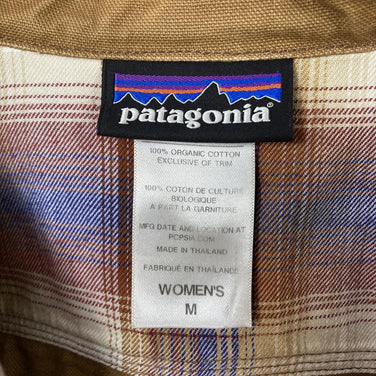 patagonia
100% ORGANIC COTTON
EXCLUSIVE OF TRIM
100% COTON DE CULTURE
BIOLOGIQUE
A PART LA GARNITURE
MFG DATE AND LOCATION @
PCPSIA.COM
MADE IN THAILAND
FABRIQUÉ EN THAÏLANDE
WOMEN'S
M